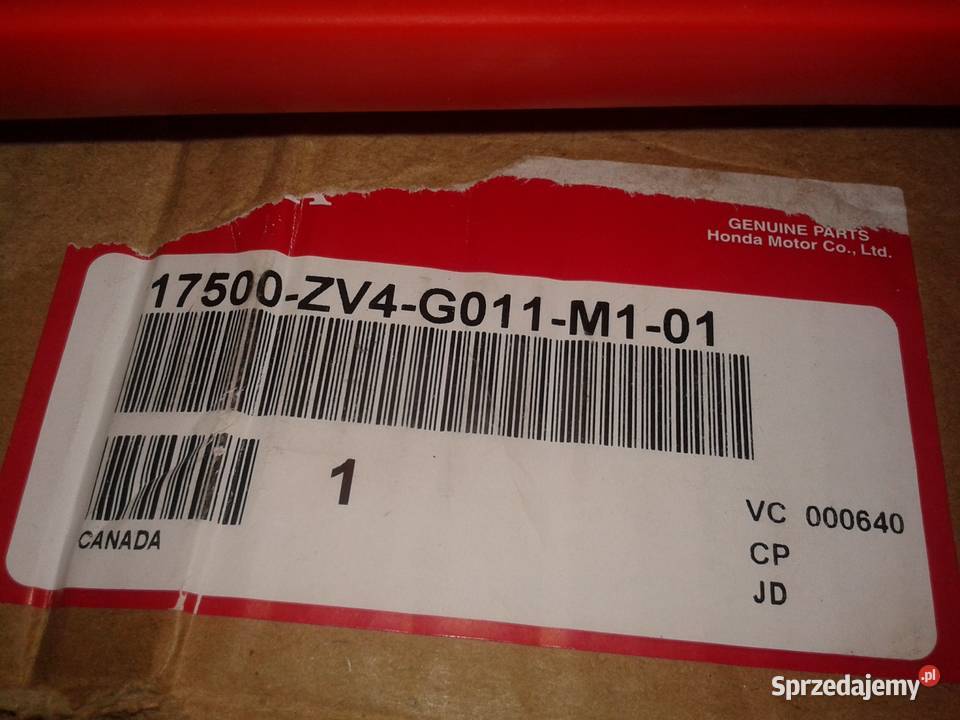 GENUINE PARTS
Honda Motor Co., Ltd.
17500-ZV4-G011-M1-01
1
CANADA
VC 000640
CP
JD
Sprzedajemy.pl